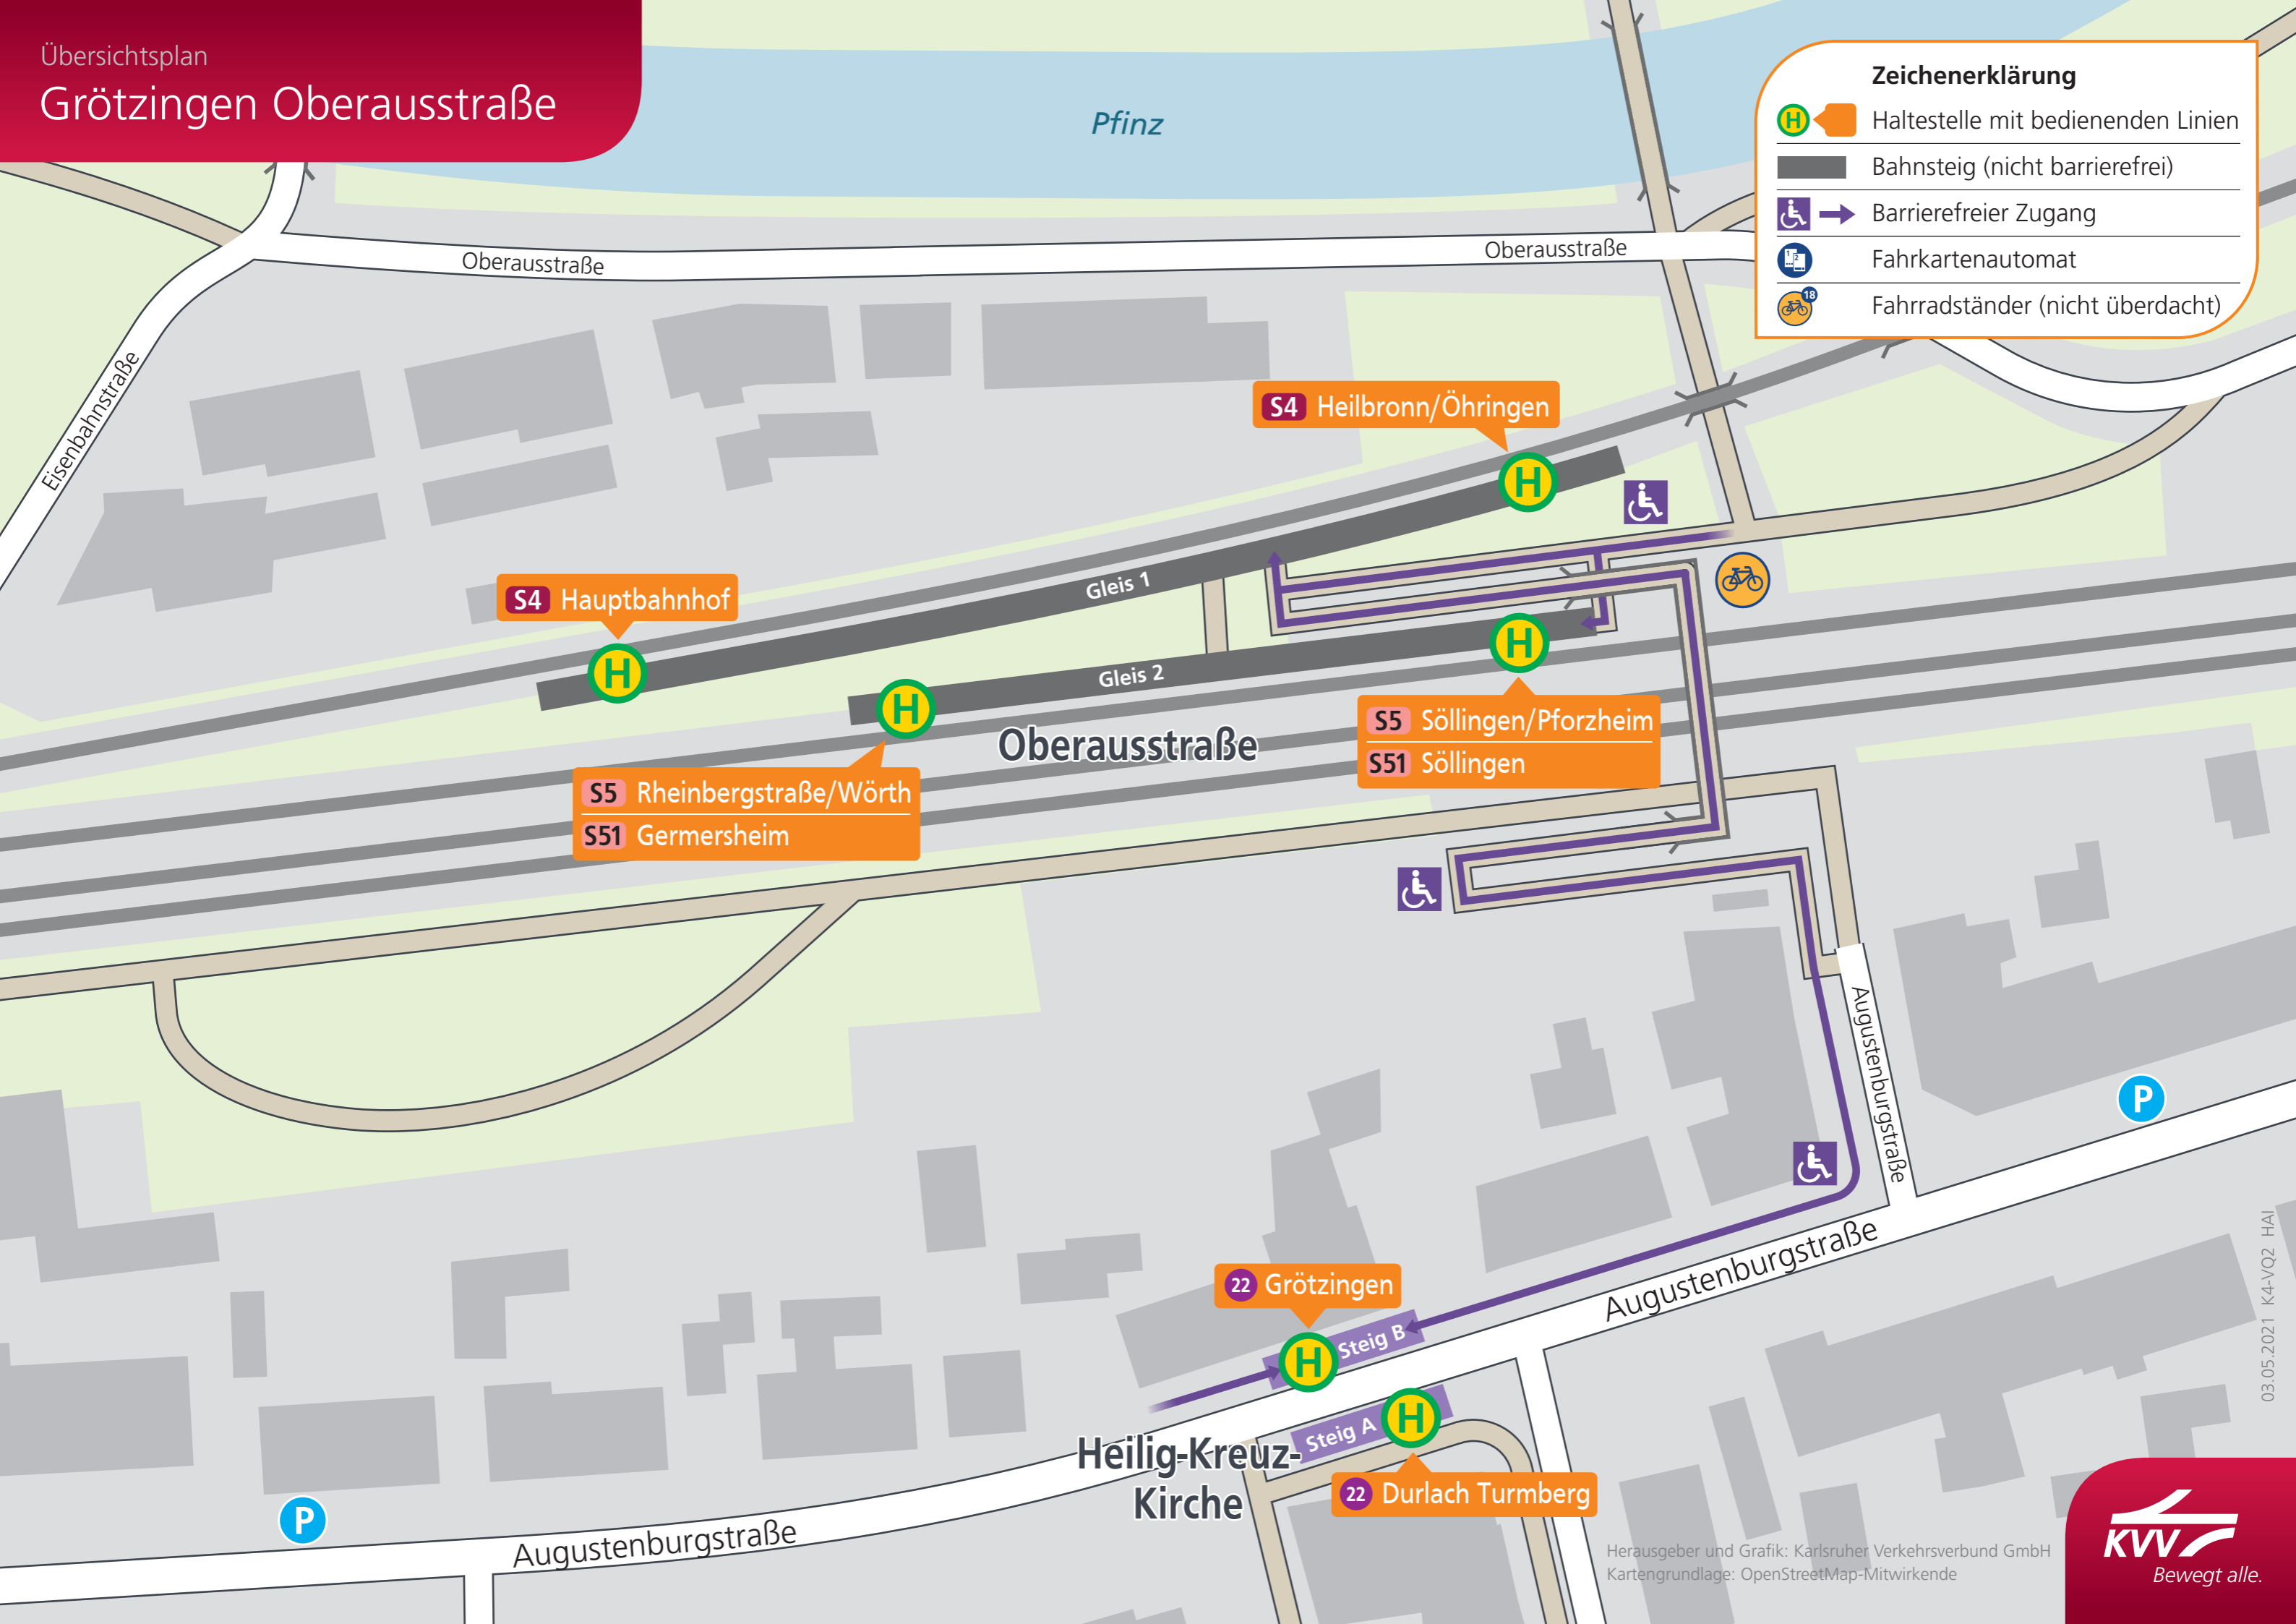 Übersichtsplan
Grötzingen Oberausstraße
Pfinz
Zeichenerklärung
H Haltestelle mit bedienenden Linien
Bahnsteig (nicht barrierefrei)
Barrierefreier Zugang
1 2 Fahrkartenautomat
18 Fahrradständer (nicht überdacht)
Oberausstraße
Oberausstraße
Eisenbahnstraße
S4 Heilbronn/Öhringen
H
S4 Hauptbahnhof
H
Gleis 1
Gleis 2
H
H
Oberausstraße
S5 Söllingen/Pforzheim
S51 Söllingen
S5 Rheinbergstraße/Wörth
S51 Germersheim
Augustenburgstraße
P
Augustenburgstraße
22 Grötzingen
H
Steig B
Steig A
H
Heilig-Kreuz-
Kirche
22 Durlach Turmberg
P
Augustenburgstraße
03.05.2021 K4-VQ2 HAI
Herausgeber und Grafik: Karlsruher Verkehrsverbund GmbH
Kartengrundlage: OpenStreetMap-Mitwirkende
KVV
Bewegt alle.